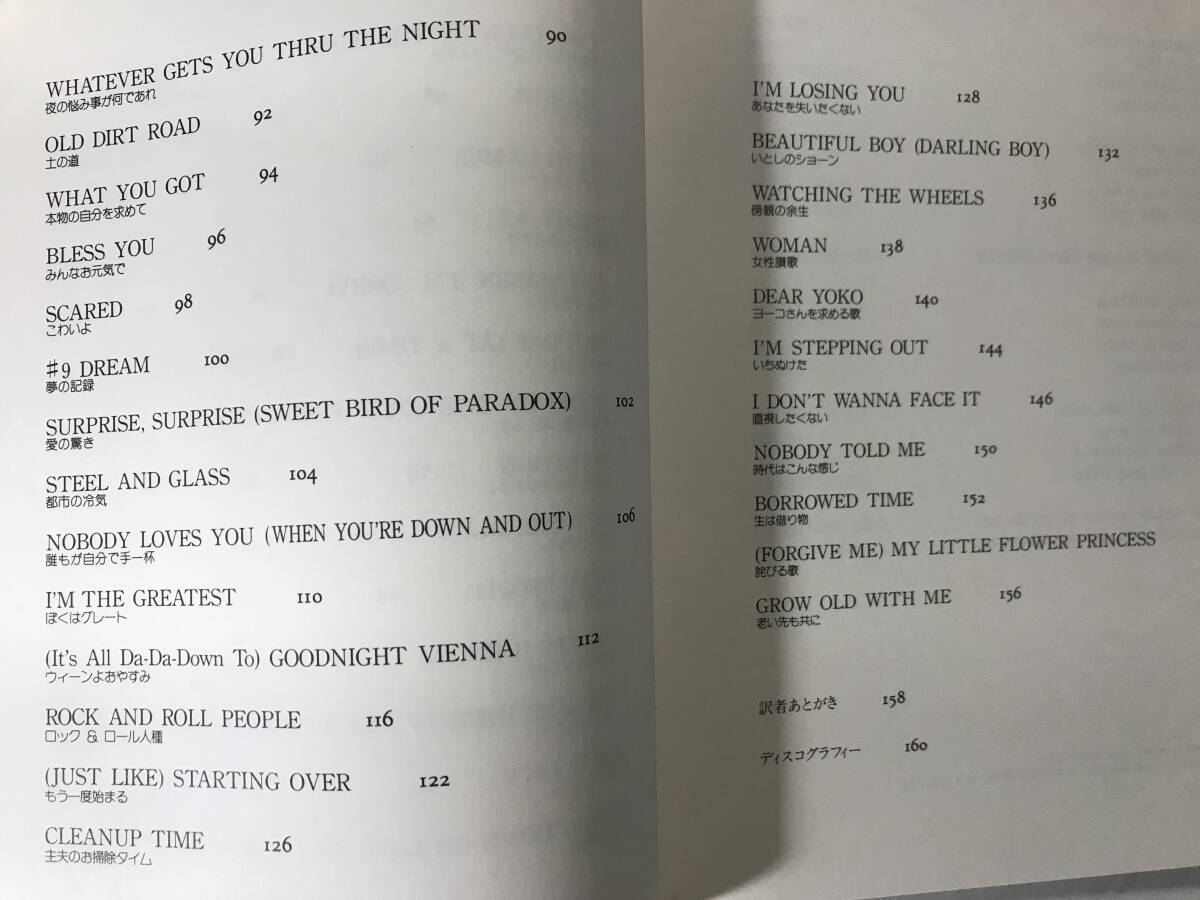 WHATEVER GETS YOU THRU THE NIGHT 90
夜の悩み事が何であれ
OLD DIRT ROAD 92
土の道
WHAT YOU GOT 94
本物の自分を求めて
BLESS YOU 96
みんなお元気で
SCARED 98
こわいよ
♯9 DREAM 100
夢の記録
SURPRISE, SURPRISE (SWEET BIRD OF PARADOX) 102
愛の驚き
STEEL AND GLASS 104
都市の冷気
NOBODY LOVES YOU (WHEN YOU'RE DOWN AND OUT) 106
誰もが自分で手一杯
I'M THE GREATEST 110
ぼくはグレート
(It's All Da-Da-Down To) GOODNIGHT VIENNA 112
ウィーンよおやすみ
ROCK AND ROLL PEOPLE 116
ロック & ロール人種
(JUST LIKE) STARTING OVER 122
もう一度始まる
CLEANUP TIME 126
主夫のお掃除タイム
I'M LOSING YOU 128
あなたを失いたくない
BEAUTIFUL BOY (DARLING BOY) 132
いとしのショーン
WATCHING THE WHEELS 136
傍観の余生
WOMAN 138
女性讃歌
DEAR YOKO 140
ヨーコさんを求める歌
I'M STEPPING OUT 144
いちぬけた
I DON'T WANNA FACE IT 146
直視したくない
NOBODY TOLD ME 150
時代はこんな感じ
BORROWED TIME 152
生は借り物
(FORGIVE ME) MY LITTLE FLOWER PRINCESS
詫びる歌
GROW OLD WITH ME 156
老い先も共に
訳者あとがき 158
ディスコグラフィー 160